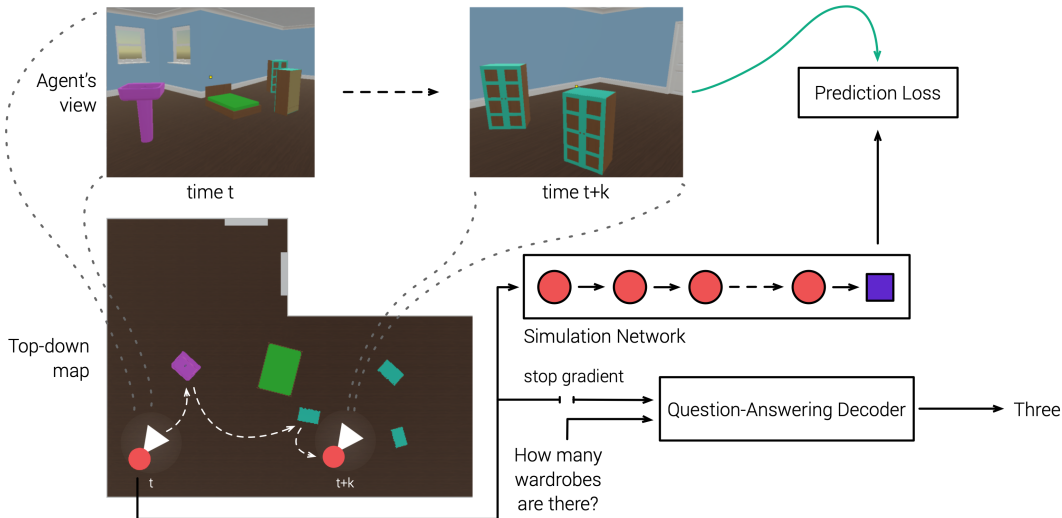 Agent's
view
time t
time t+k
Prediction Loss
Simulation Network
Top-down
map
stop gradient
Question-Answering Decoder
Three
How many
wardrobes
are there?
t
t+k